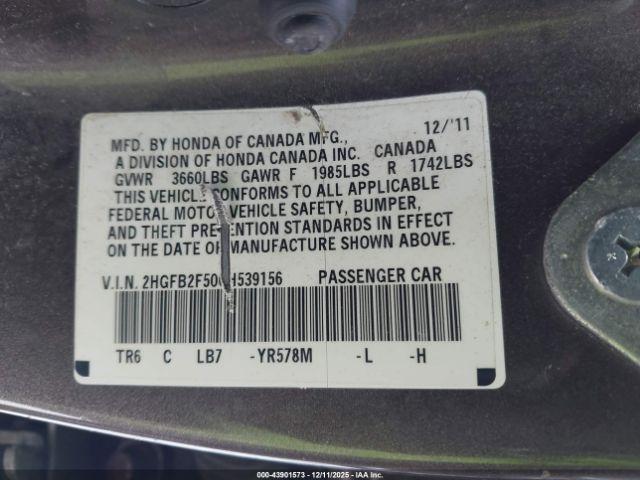 MFD. BY HONDA OF CANADA MFG., 12/'11
A DIVISION OF HONDA CANADA INC. CANADA
GVWR 3660LBS GAWR F 1985LBS R 1742LBS
THIS VEHICLE CONFORMS TO ALL APPLICABLE
FEDERAL MOTOR VEHICLE SAFETY, BUMPER,
AND THEFT PREVENTION STANDARDS IN EFFECT
ON THE DATE OF MANUFACTURE SHOWN ABOVE.
V.I.N. PASSENGER CAR
TR6 C LB7 -YR578M -L -H
000-43901573 - 12/11/2025 - IAAI.com